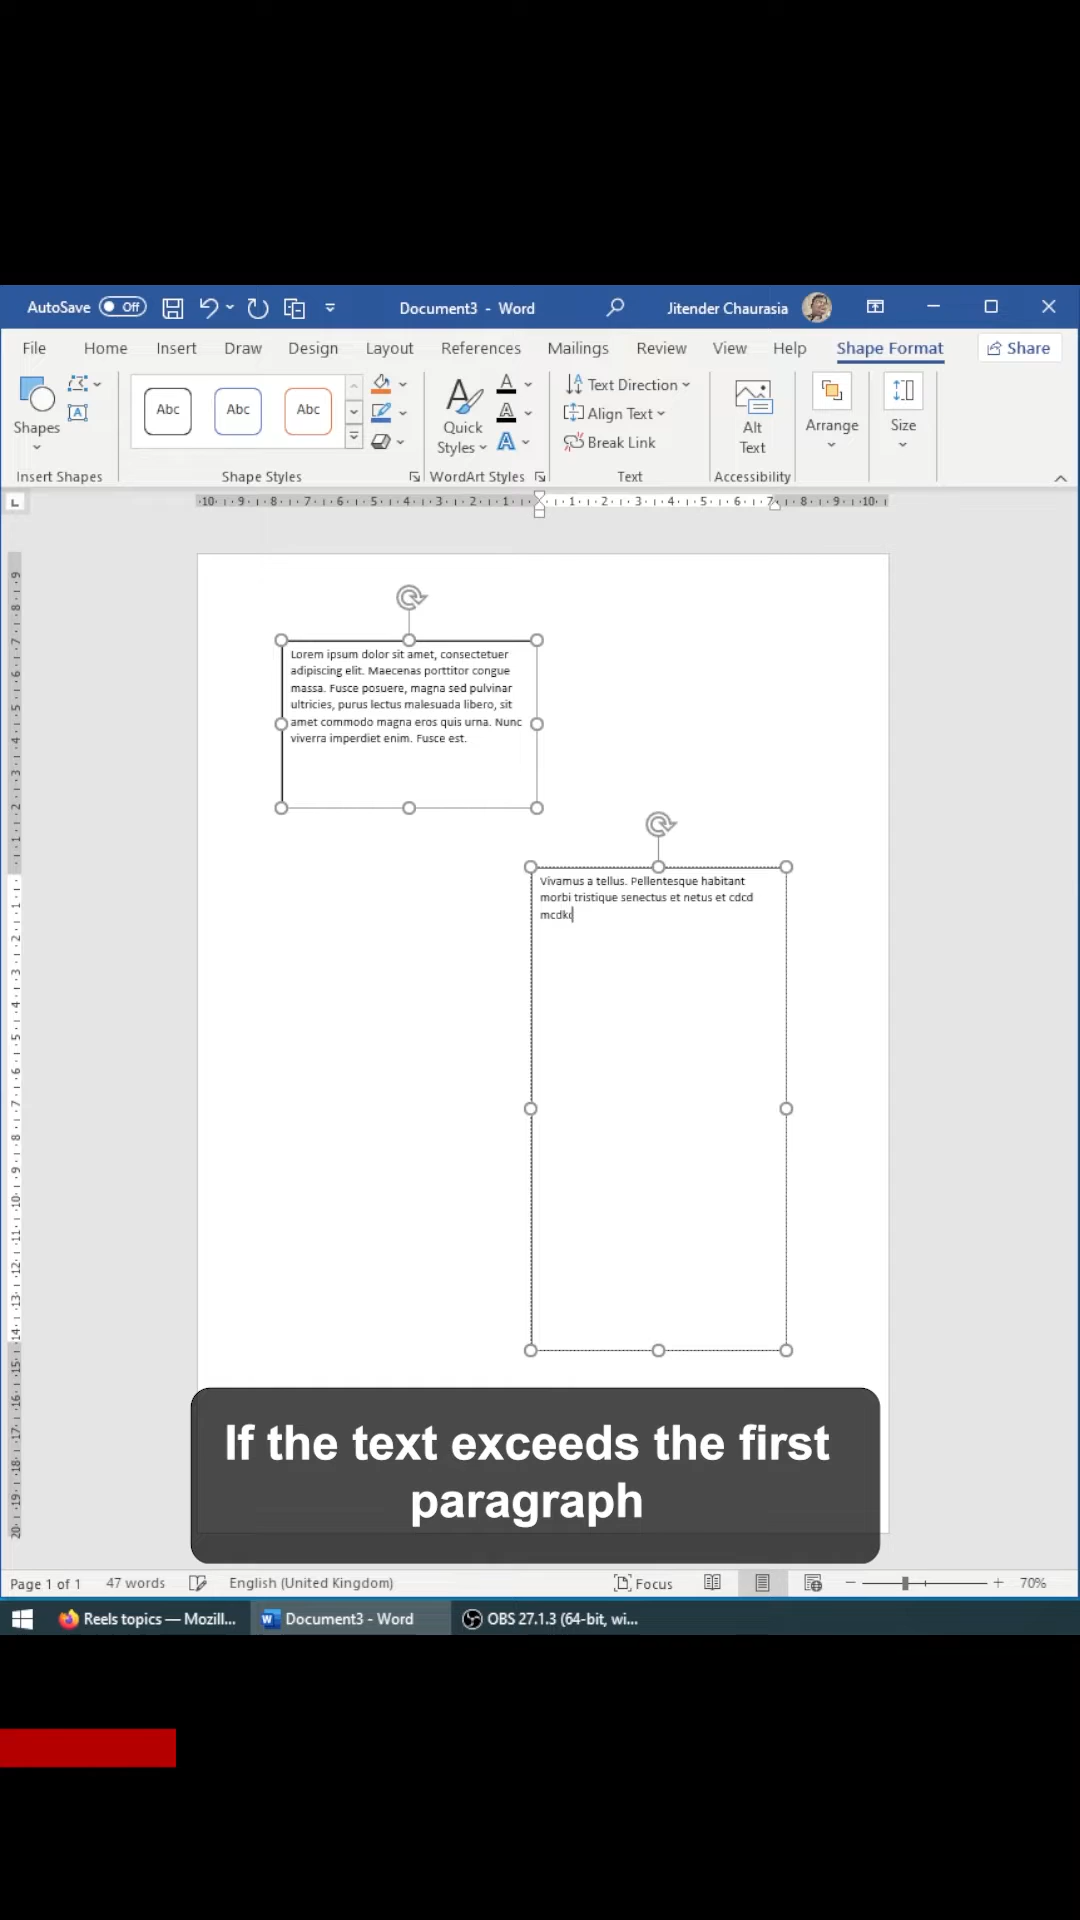 AutoSave Off Document3 - Word Jitender Chaurasia
File Home Insert Draw Design Layout References Mailings Review View Help Shape Format Share
Shapes
Abc Abc Abc
Quick Styles
Text Direction
Align Text
Break Link
Alt Text
Arrange
Size
Insert Shapes Shape Styles WordArt Styles Text Accessibility
Lorem ipsum dolor sit amet, consectetuer
adipiscing elit. Maecenas porttitor congue
massa. Fusce posuere, magna sed pulvinar
ultricies, purus lectus malesuada libero, sit
amet commodo magna eros quis urna. Nunc
viverra imperdiet enim. Fusce est.
Vivamus a tellus. Pellentesque habitant
morbi tristique senectus et netus et cdcd
If the text exceeds the first
paragraph
Page 1 of 1 47 words English (United Kingdom) Focus 70%
Reels topics — Mozill... Document3 - Word OBS 27.1.3 (64-bit, wi...